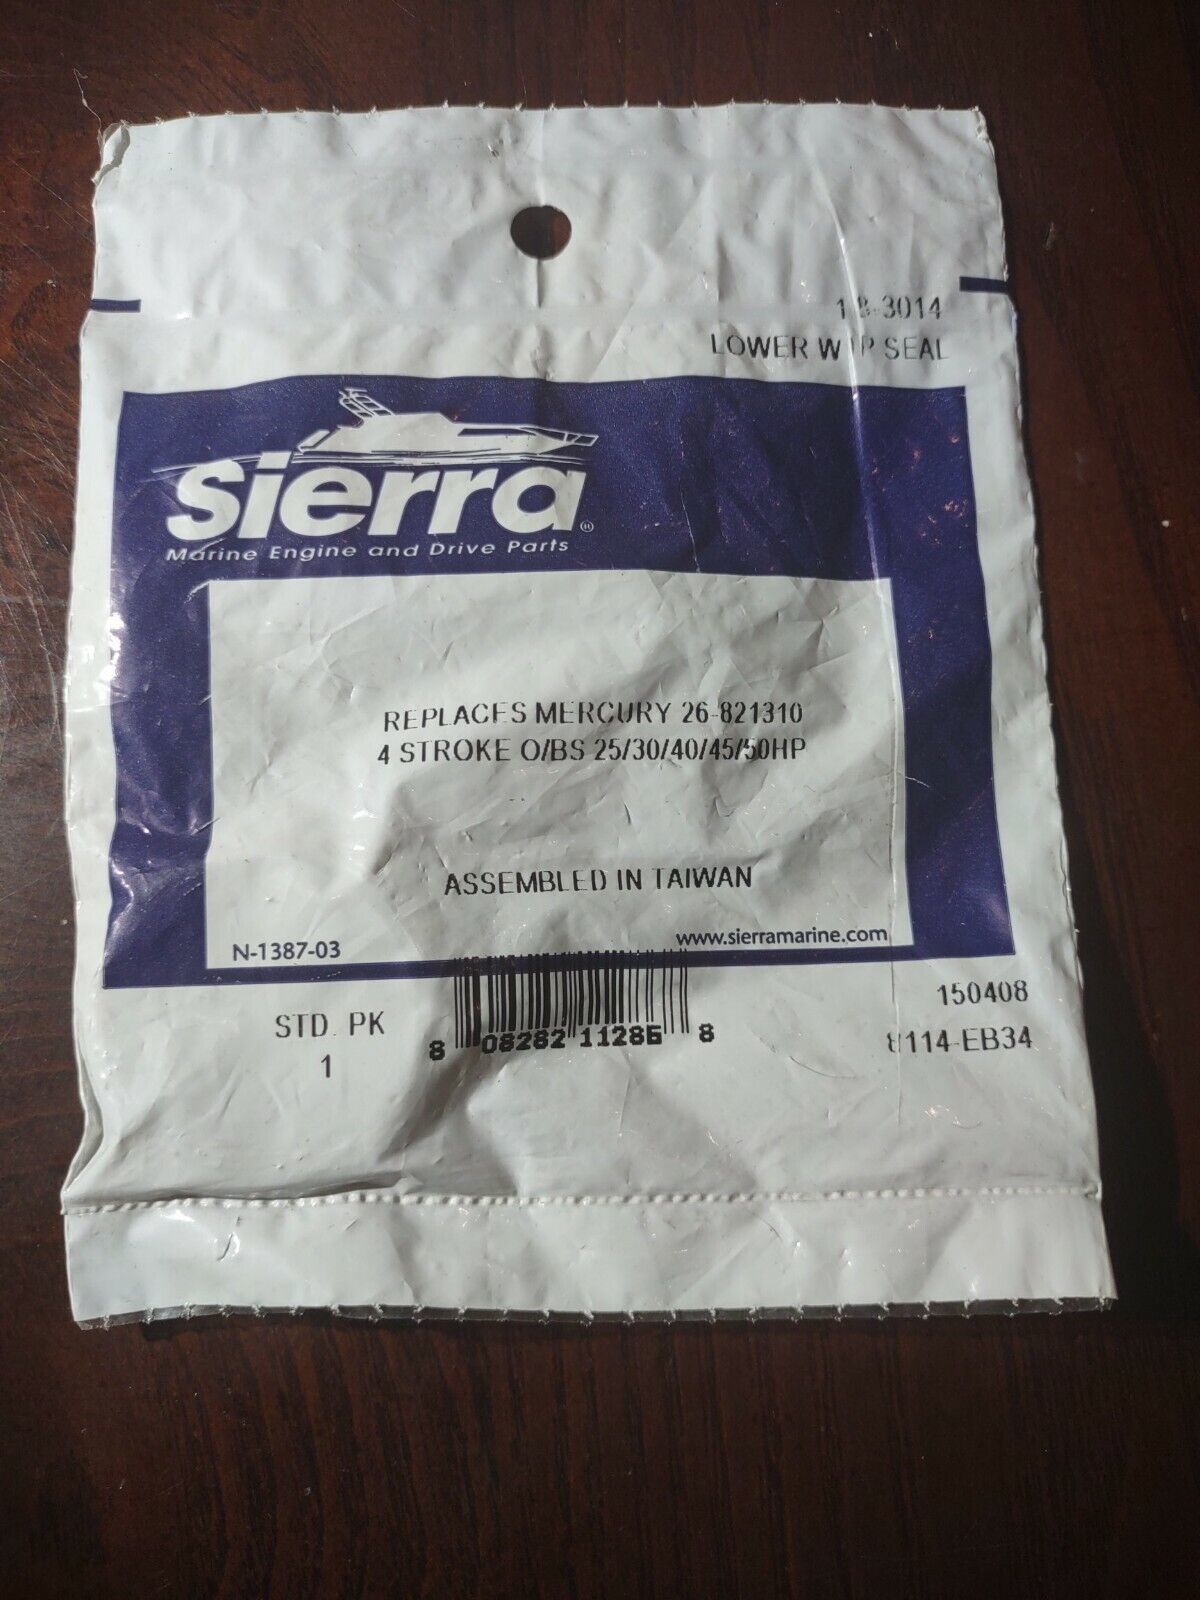 18-3014
LOWER W/P SEAL
sierra®
Marine Engine and Drive Parts
REPLACES MERCURY 26-821310
4 STROKE O/BS 25/30/40/45/50HP
ASSEMBLED IN TAIWAN
N-1387-03
www.sierramarine.com
150408
8114-EB34
STD. PK
1
8 08282 11286 8